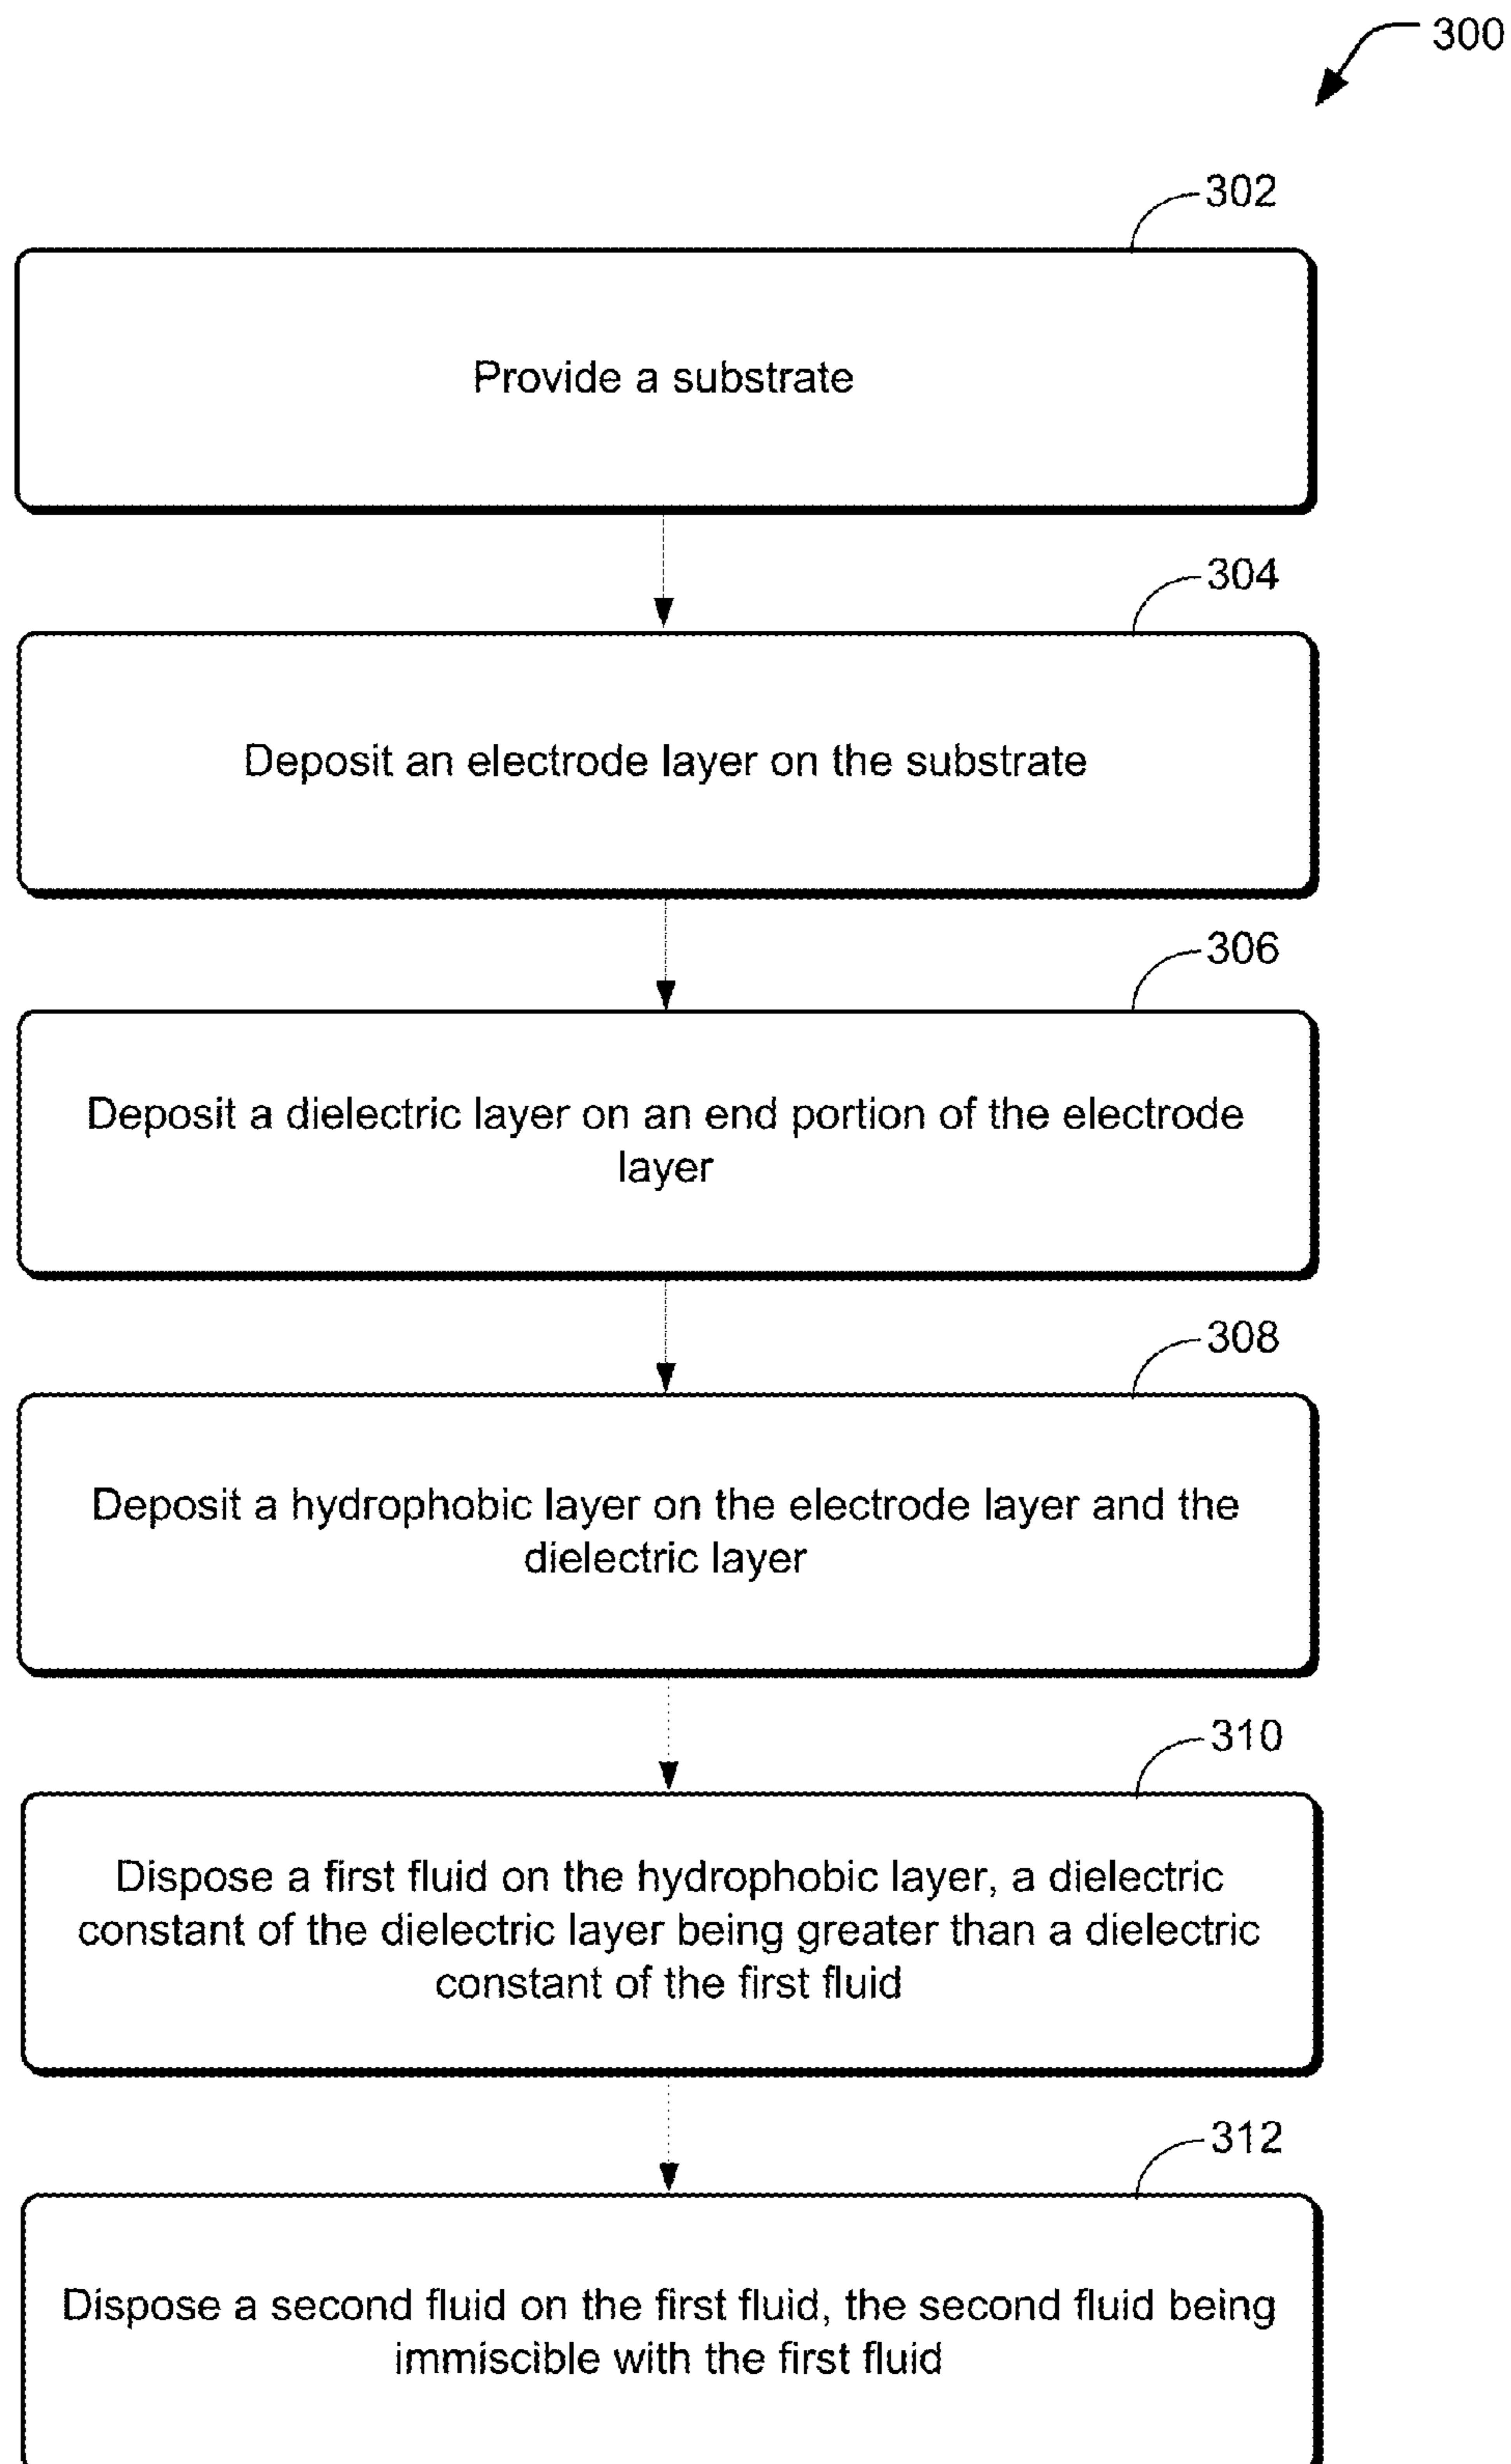 300
302
Provide a substrate
304
Deposit an electrode layer on the substrate
306
Deposit a dielectric layer on an end portion of the electrode
layer
308
Deposit a hydrophobic layer on the electrode layer and the
dielectric layer
310
Dispose a first fluid on the hydrophobic layer, a dielectric
constant of the dielectric layer being greater than a dielectric
constant of the first fluid
312
Dispose a second fluid on the first fluid, the second fluid being
immiscible with the first fluid